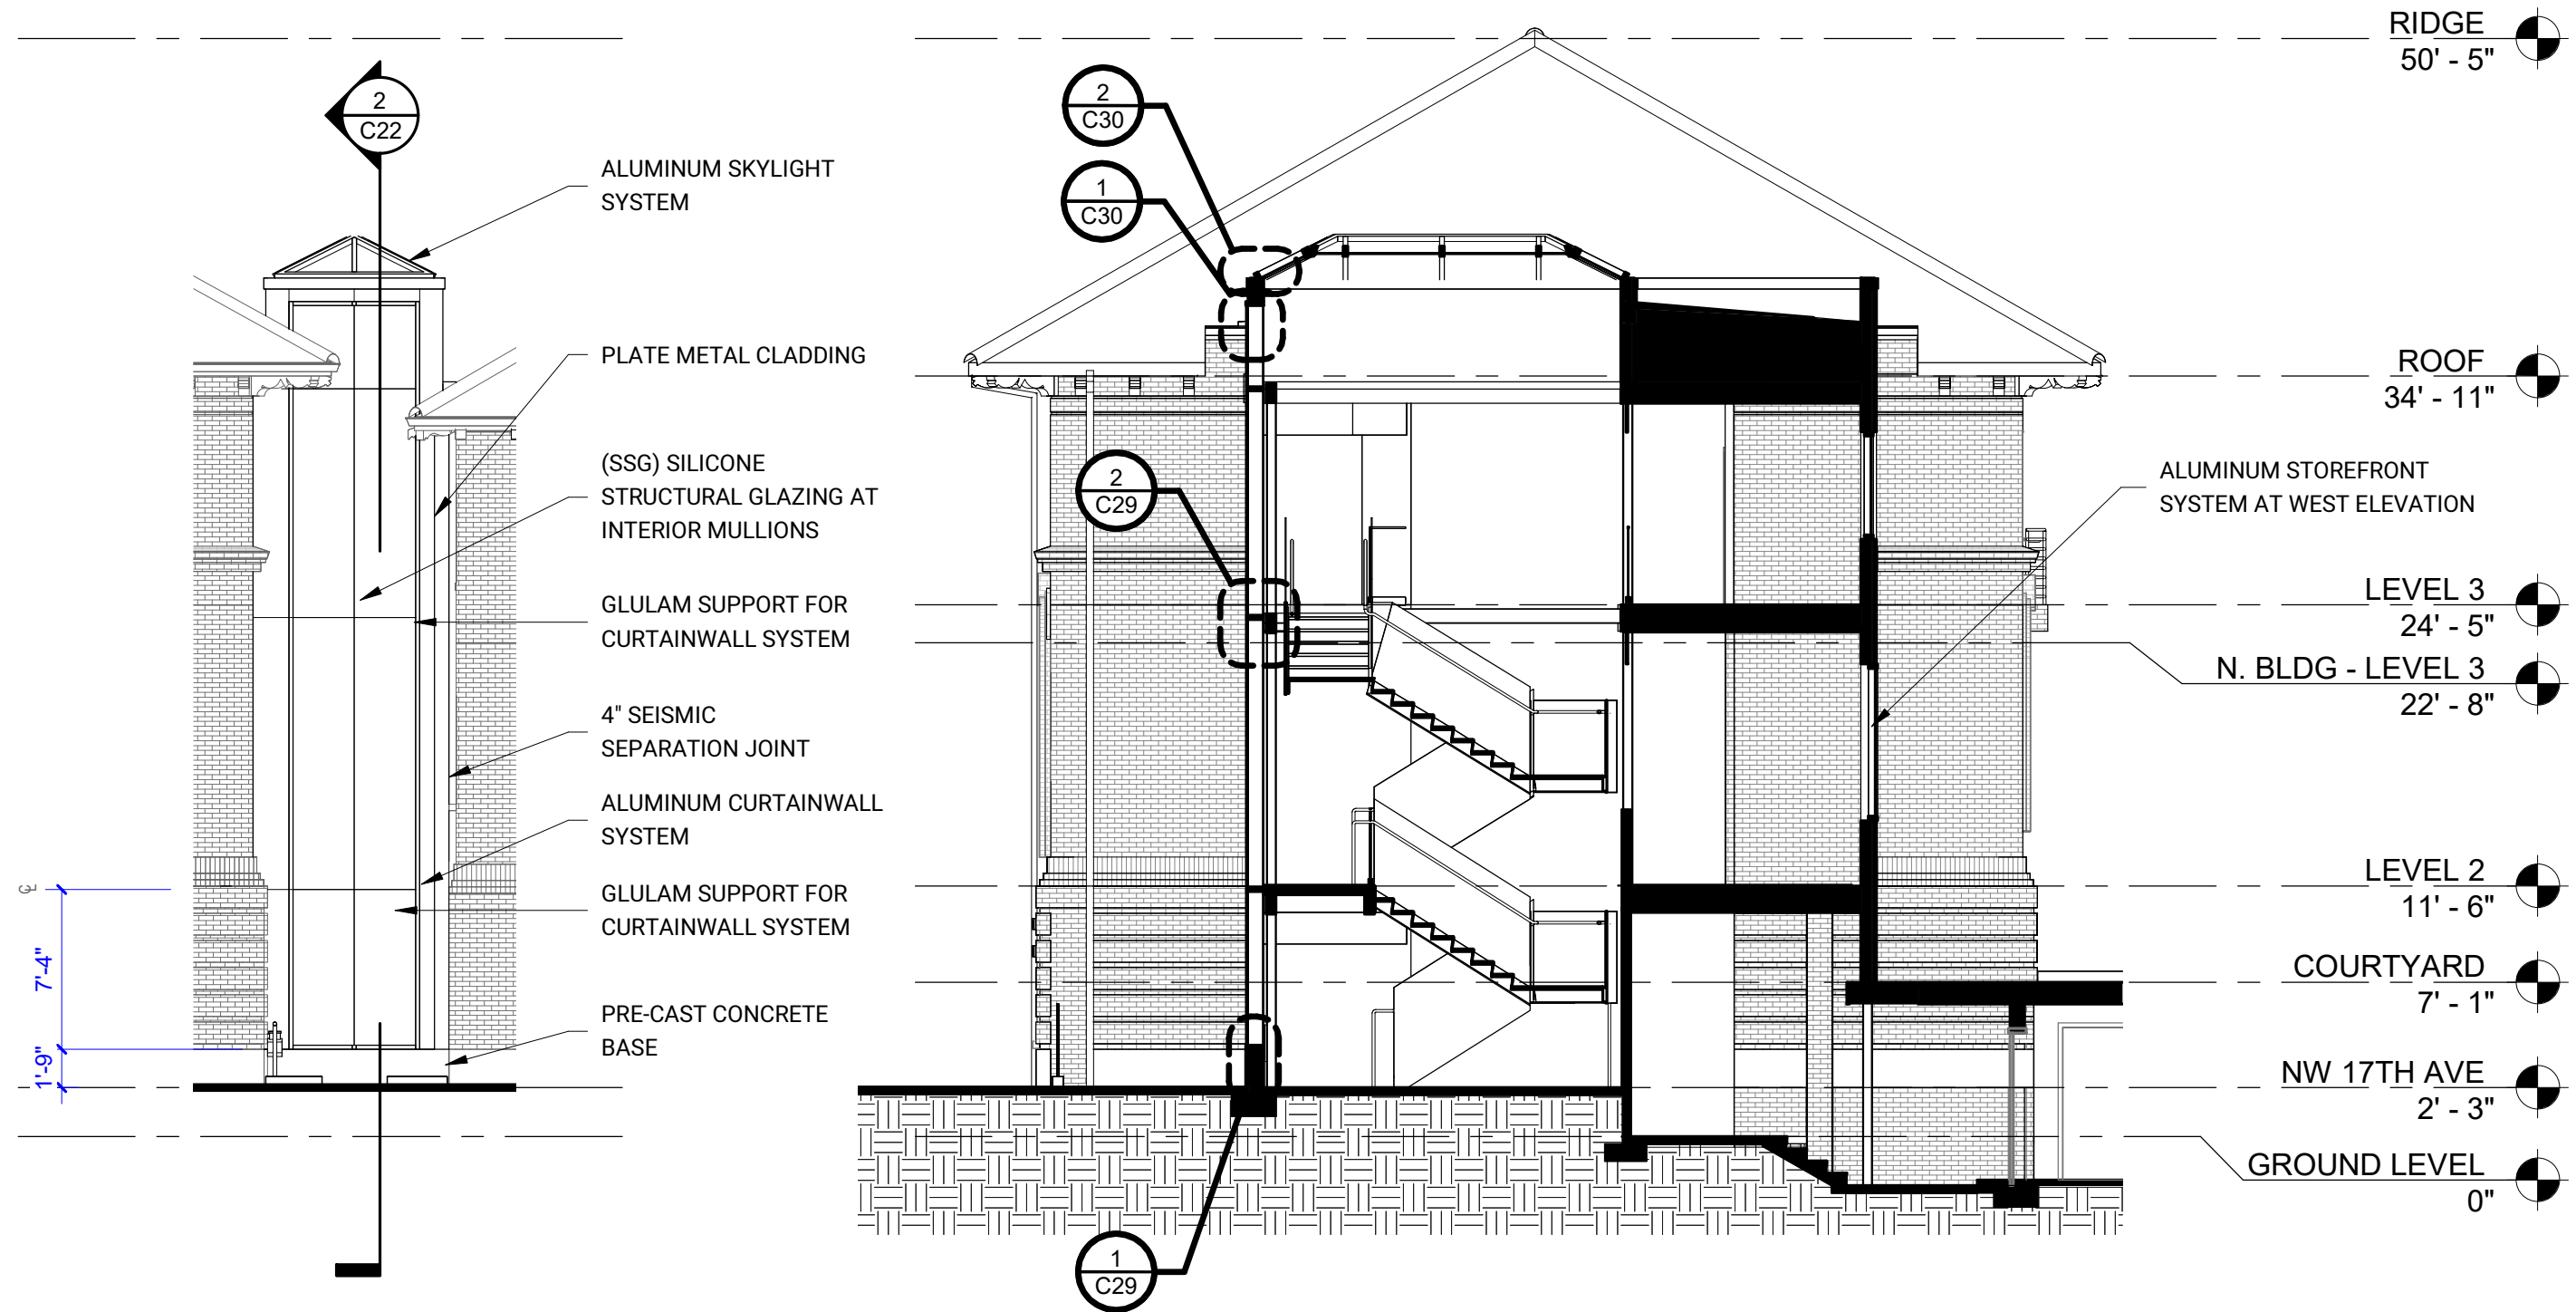 2
C22
ALUMINUM SKYLIGHT
SYSTEM
PLATE METAL CLADDING
(SSG) SILICONE
STRUCTURAL GLAZING AT
INTERIOR MULLIONS
GLULAM SUPPORT FOR
CURTAINWALL SYSTEM
4" SEISMIC
SEPARATION JOINT
ALUMINUM CURTAINWALL
SYSTEM
GLULAM SUPPORT FOR
CURTAINWALL SYSTEM
PRE-CAST CONCRETE
BASE
CL
7'-4"
1'-9"
2
C30
1
C30
2
C29
1
C29
ALUMINUM STOREFRONT
SYSTEM AT WEST ELEVATION
RIDGE
50' - 5"
ROOF
34' - 11"
LEVEL 3
24' - 5"
N. BLDG - LEVEL 3
22' - 8"
LEVEL 2
11' - 6"
COURTYARD
7' - 1"
NW 17TH AVE
2' - 3"
GROUND LEVEL
0"